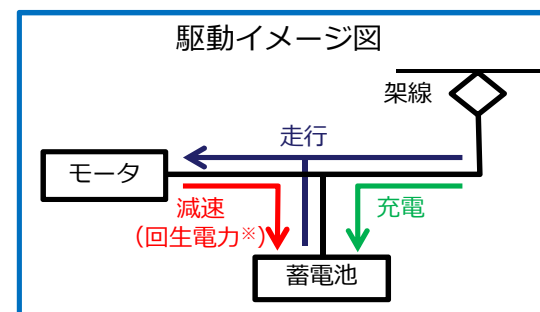 駆動イメージ図
架線
走行
モータ
減速
（回生電力※）
充電
蓄電池